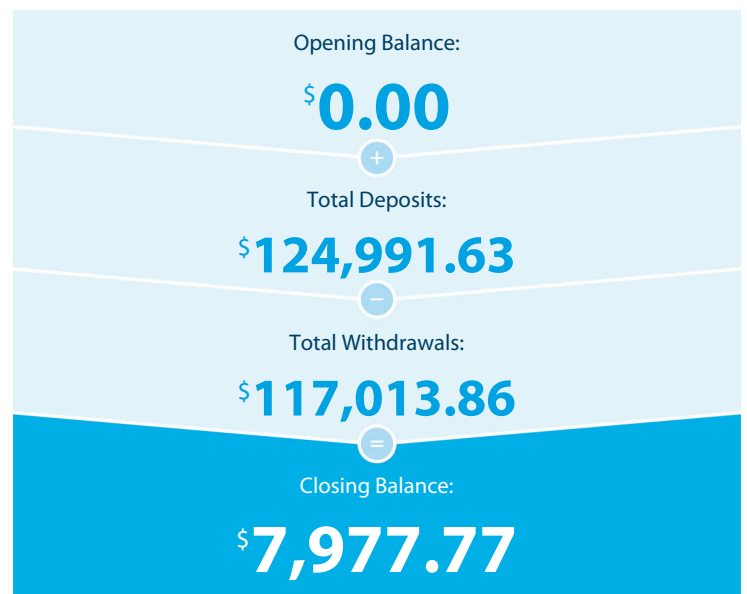 Opening Balance:
$0.00
+
Total Deposits:
$124,991.63
−
Total Withdrawals:
$117,013.86
=
Closing Balance:
$7,977.77